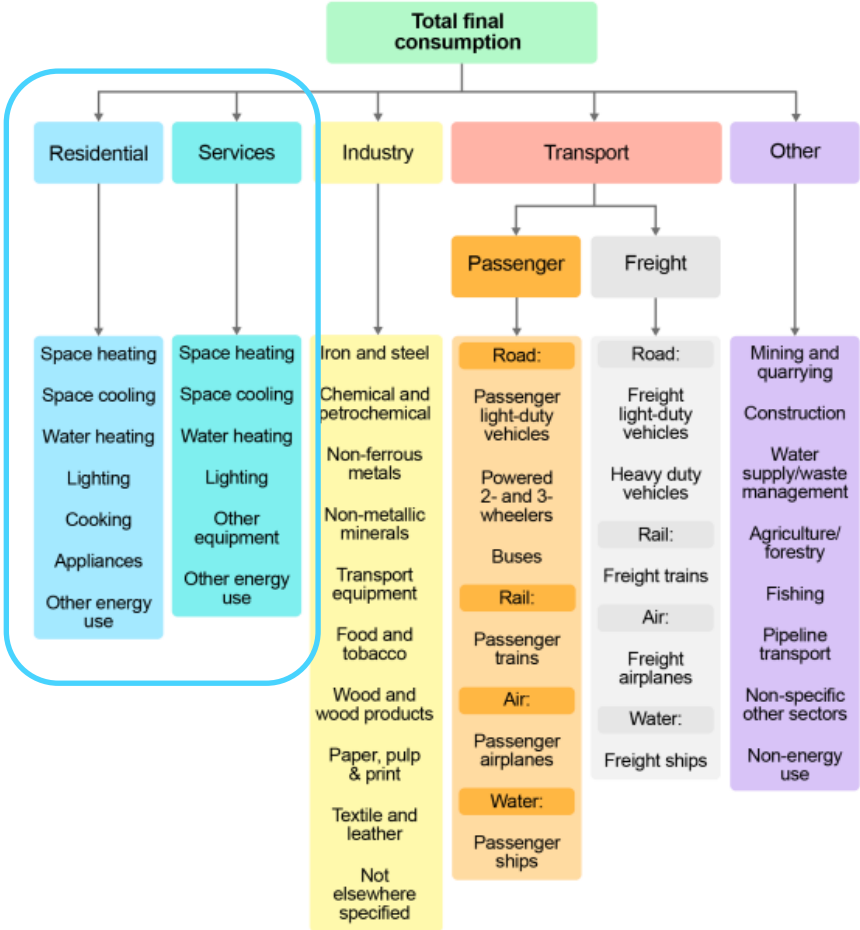 Total final
consumption
Residential
Services
Industry
Transport
Other
Passenger
Freight
Space heating
Space cooling
Water heating
Lighting
Cooking
Appliances
Other energy
use
Space heating
Space cooling
Water heating
Lighting
Other
equipment
Other energy
use
Iron and steel
Chemical and
petrochemical
Non-ferrous
metals
Non-metallic
minerals
Transport
equipment
Food and
tobacco
Wood and
wood products
Paper, pulp
& print
Textile and
leather
Not
elsewhere
specified
Road:
Passenger
light-duty
vehicles
Powered
2- and 3-
wheelers
Buses
Rail:
Passenger
trains
Air:
Passenger
airplanes
Water:
Passenger
ships
Road:
Freight
light-duty
vehicles
Heavy duty
vehicles
Rail:
Freight trains
Air:
Freight
airplanes
Water:
Freight ships
Mining and
quarrying
Construction
Water
supply/waste
management
Agriculture/
forestry
Fishing
Pipeline
transport
Non-specific
other sectors
Non-energy
use